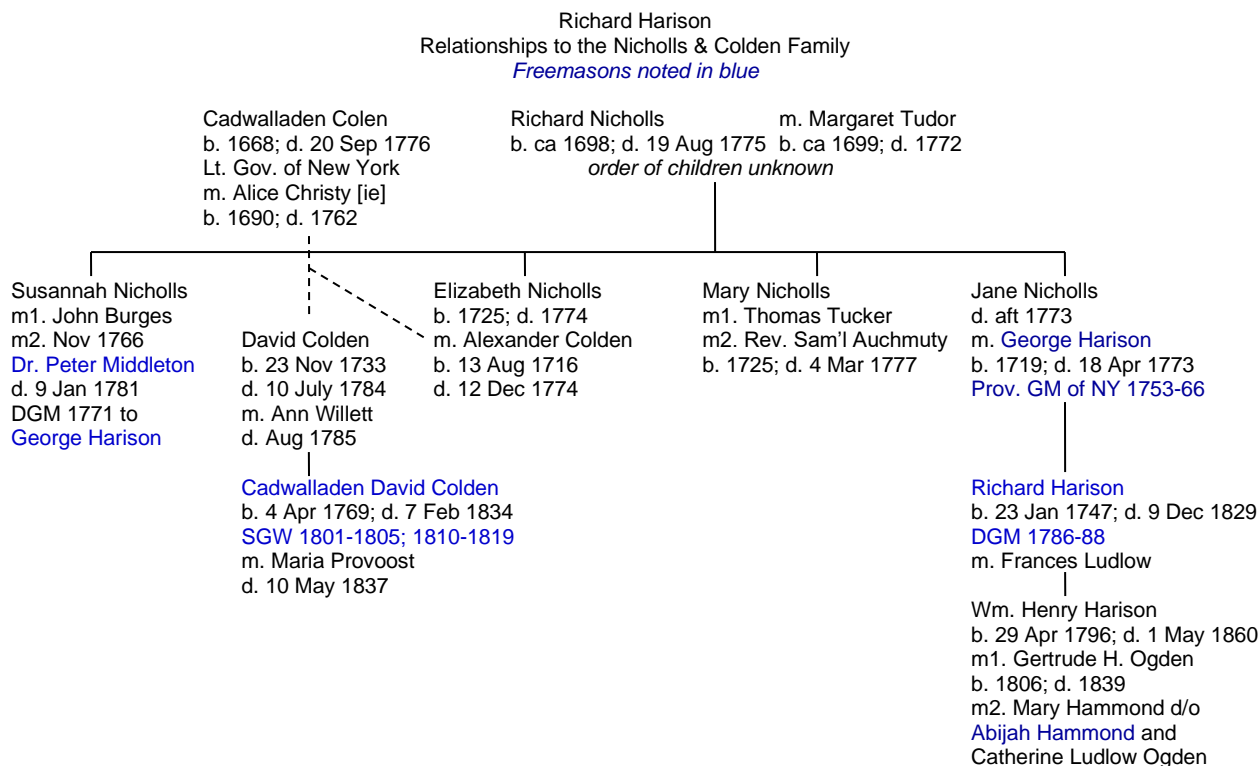 Richard Harison
Relationships to the Nicholls & Colden Family
Freemasons noted in blue
Cadwalladen Colen
b. 1668; d. 20 Sep 1776
Lt. Gov. of New York
m. Alice Christy [ie]
b. 1690; d. 1762
Richard Nicholls
b. ca 1698; d. 19 Aug 1775
m. Margaret Tudor
b. ca 1699; d. 1772
order of children unknown
Susannah Nicholls
m1. John Burges
m2. Nov 1766
Dr. Peter Middleton
d. 9 Jan 1781
DGM 1771 to
George Harison
David Colden
b. 23 Nov 1733
d. 10 July 1784
m. Ann Willett
d. Aug 1785
Cadwalladen David Colden
b. 4 Apr 1769; d. 7 Feb 1834
SGW 1801-1805; 1810-1819
m. Maria Provoost
d. 10 May 1837
Elizabeth Nicholls
b. 1725; d. 1774
m. Alexander Colden
b. 13 Aug 1716
d. 12 Dec 1774
Mary Nicholls
m1. Thomas Tucker
m2. Rev. Sam'l Auchmuty
b. 1725; d. 4 Mar 1777
Jane Nicholls
d. aft 1773
m. George Harison
b. 1719; d. 18 Apr 1773
Prov. GM of NY 1753-66
Richard Harison
b. 23 Jan 1747; d. 9 Dec 1829
DGM 1786-88
m. Frances Ludlow
Wm. Henry Harison
b. 29 Apr 1796; d. 1 May 1860
m1. Gertrude H. Ogden
b. 1806; d. 1839
m2. Mary Hammond d/o
Abijah Hammond and
Catherine Ludlow Ogden